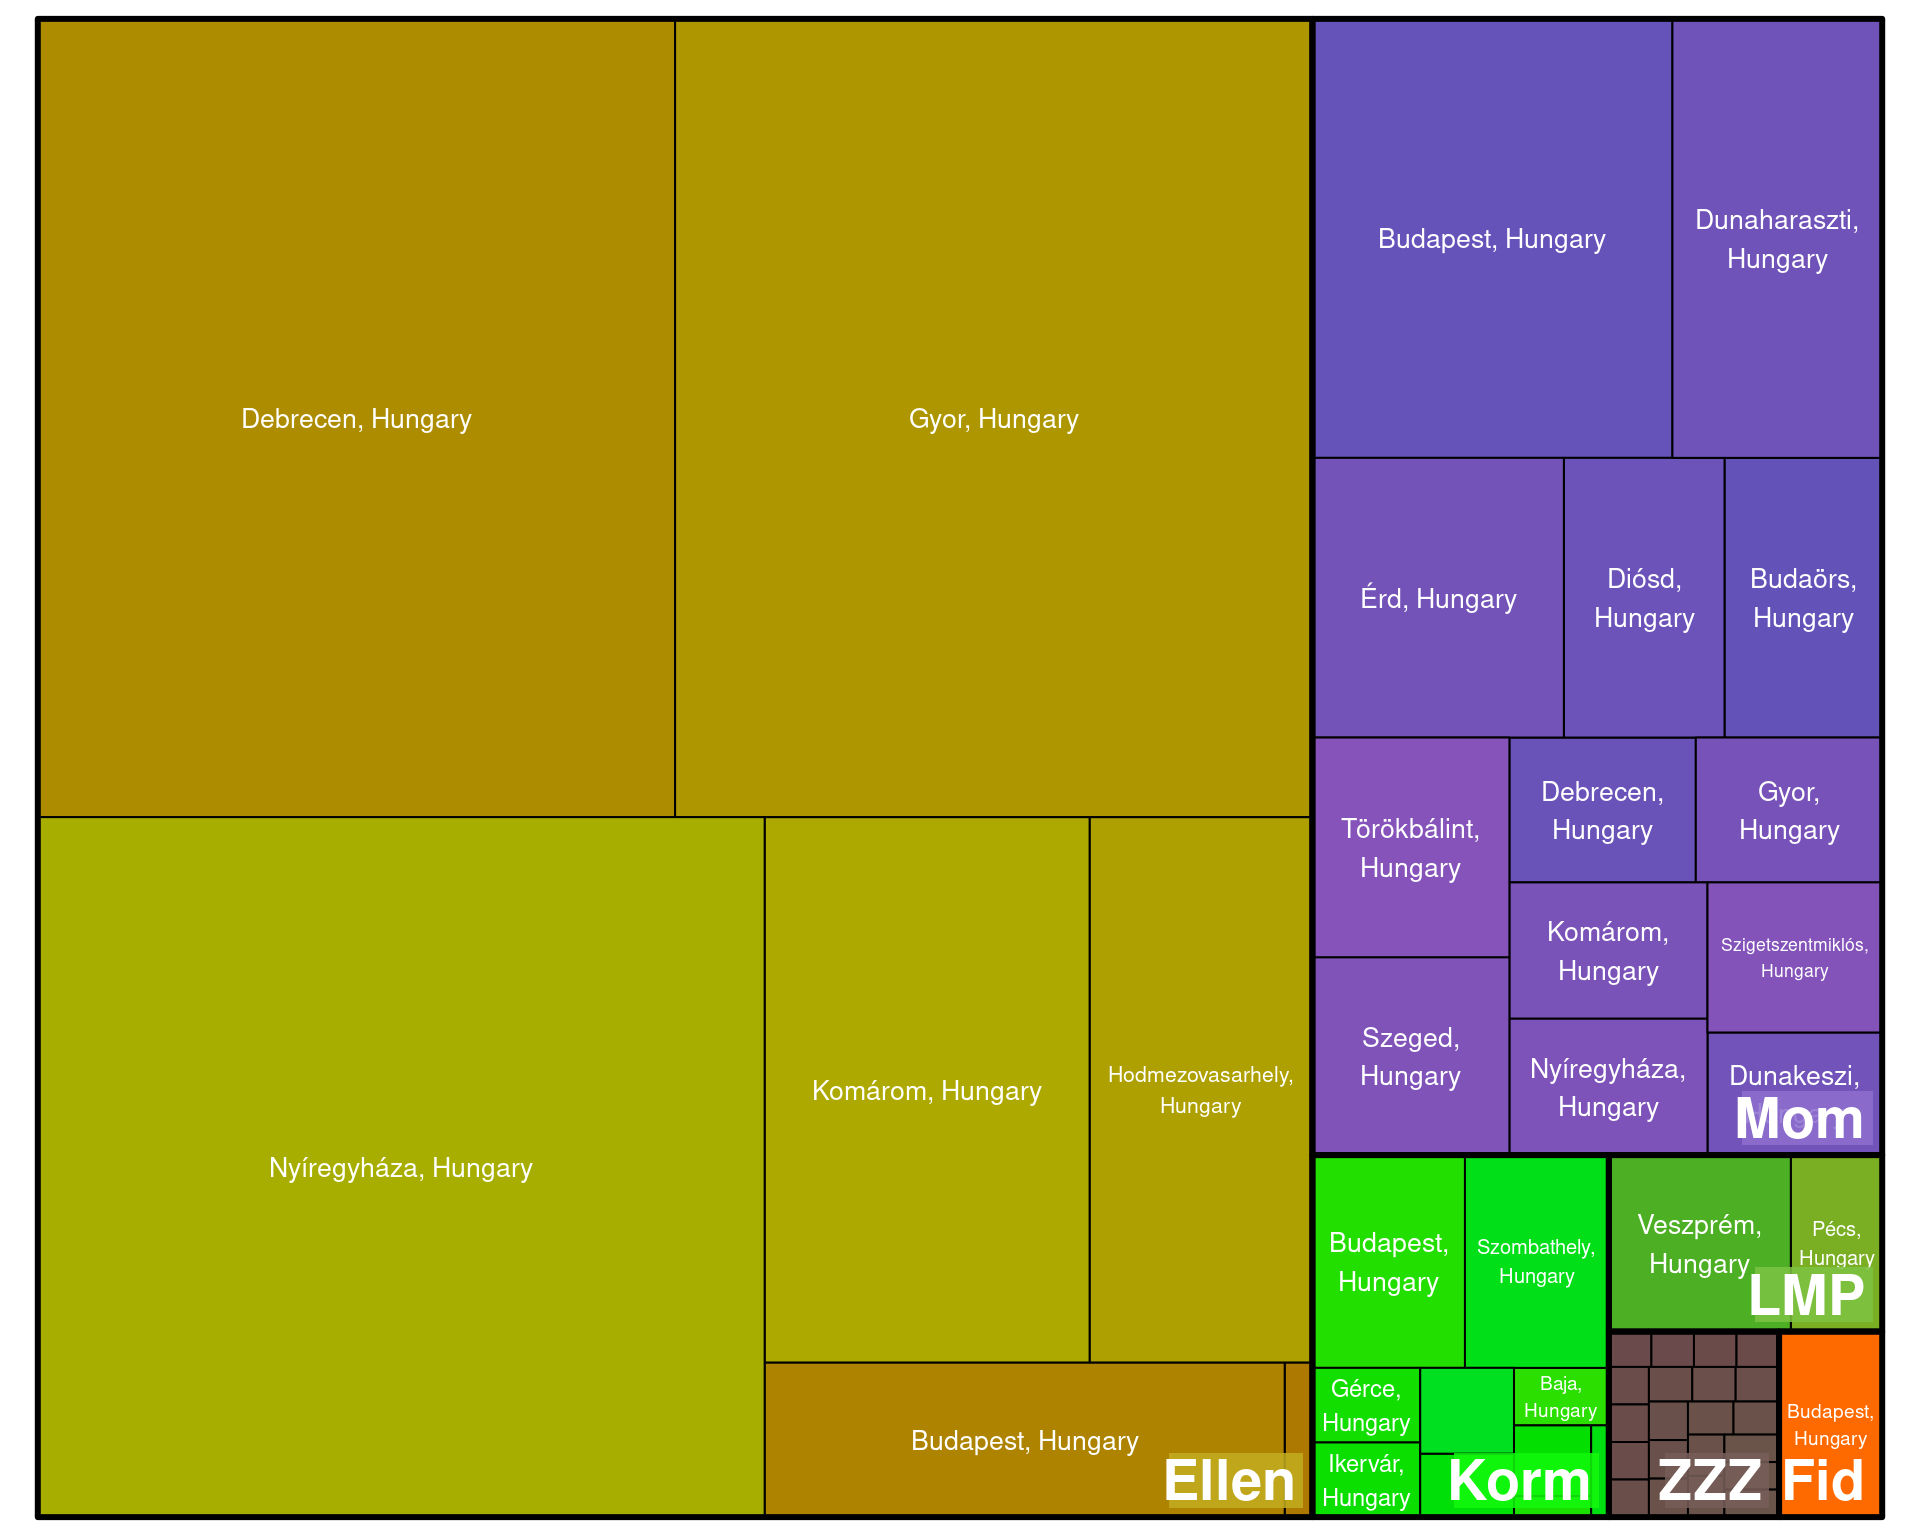 Debrecen, Hungary
Gyor, Hungary
Nyíregyháza, Hungary
Komárom, Hungary
Hodmezovasarhely,
Hungary
Budapest, Hungary
Ellen
Budapest, Hungary
Dunaharaszti,
Hungary
Érd, Hungary
Diósd,
Hungary
Budaörs,
Hungary
Törökbálint,
Hungary
Debrecen,
Hungary
Gyor,
Hungary
Szeged,
Hungary
Komárom,
Hungary
Szigetszentmiklós,
Hungary
Nyíregyháza,
Hungary
Dunakeszi,
Mom
Budapest,
Hungary
Szombathely,
Hungary
Gérce,
Hungary
Baja,
Hungary
Ikervár,
Hungary
Korm
Veszprém,
Hungary
Pécs,
Hungary
LMP
ZZZ
Budapest,
Hungary
Fid